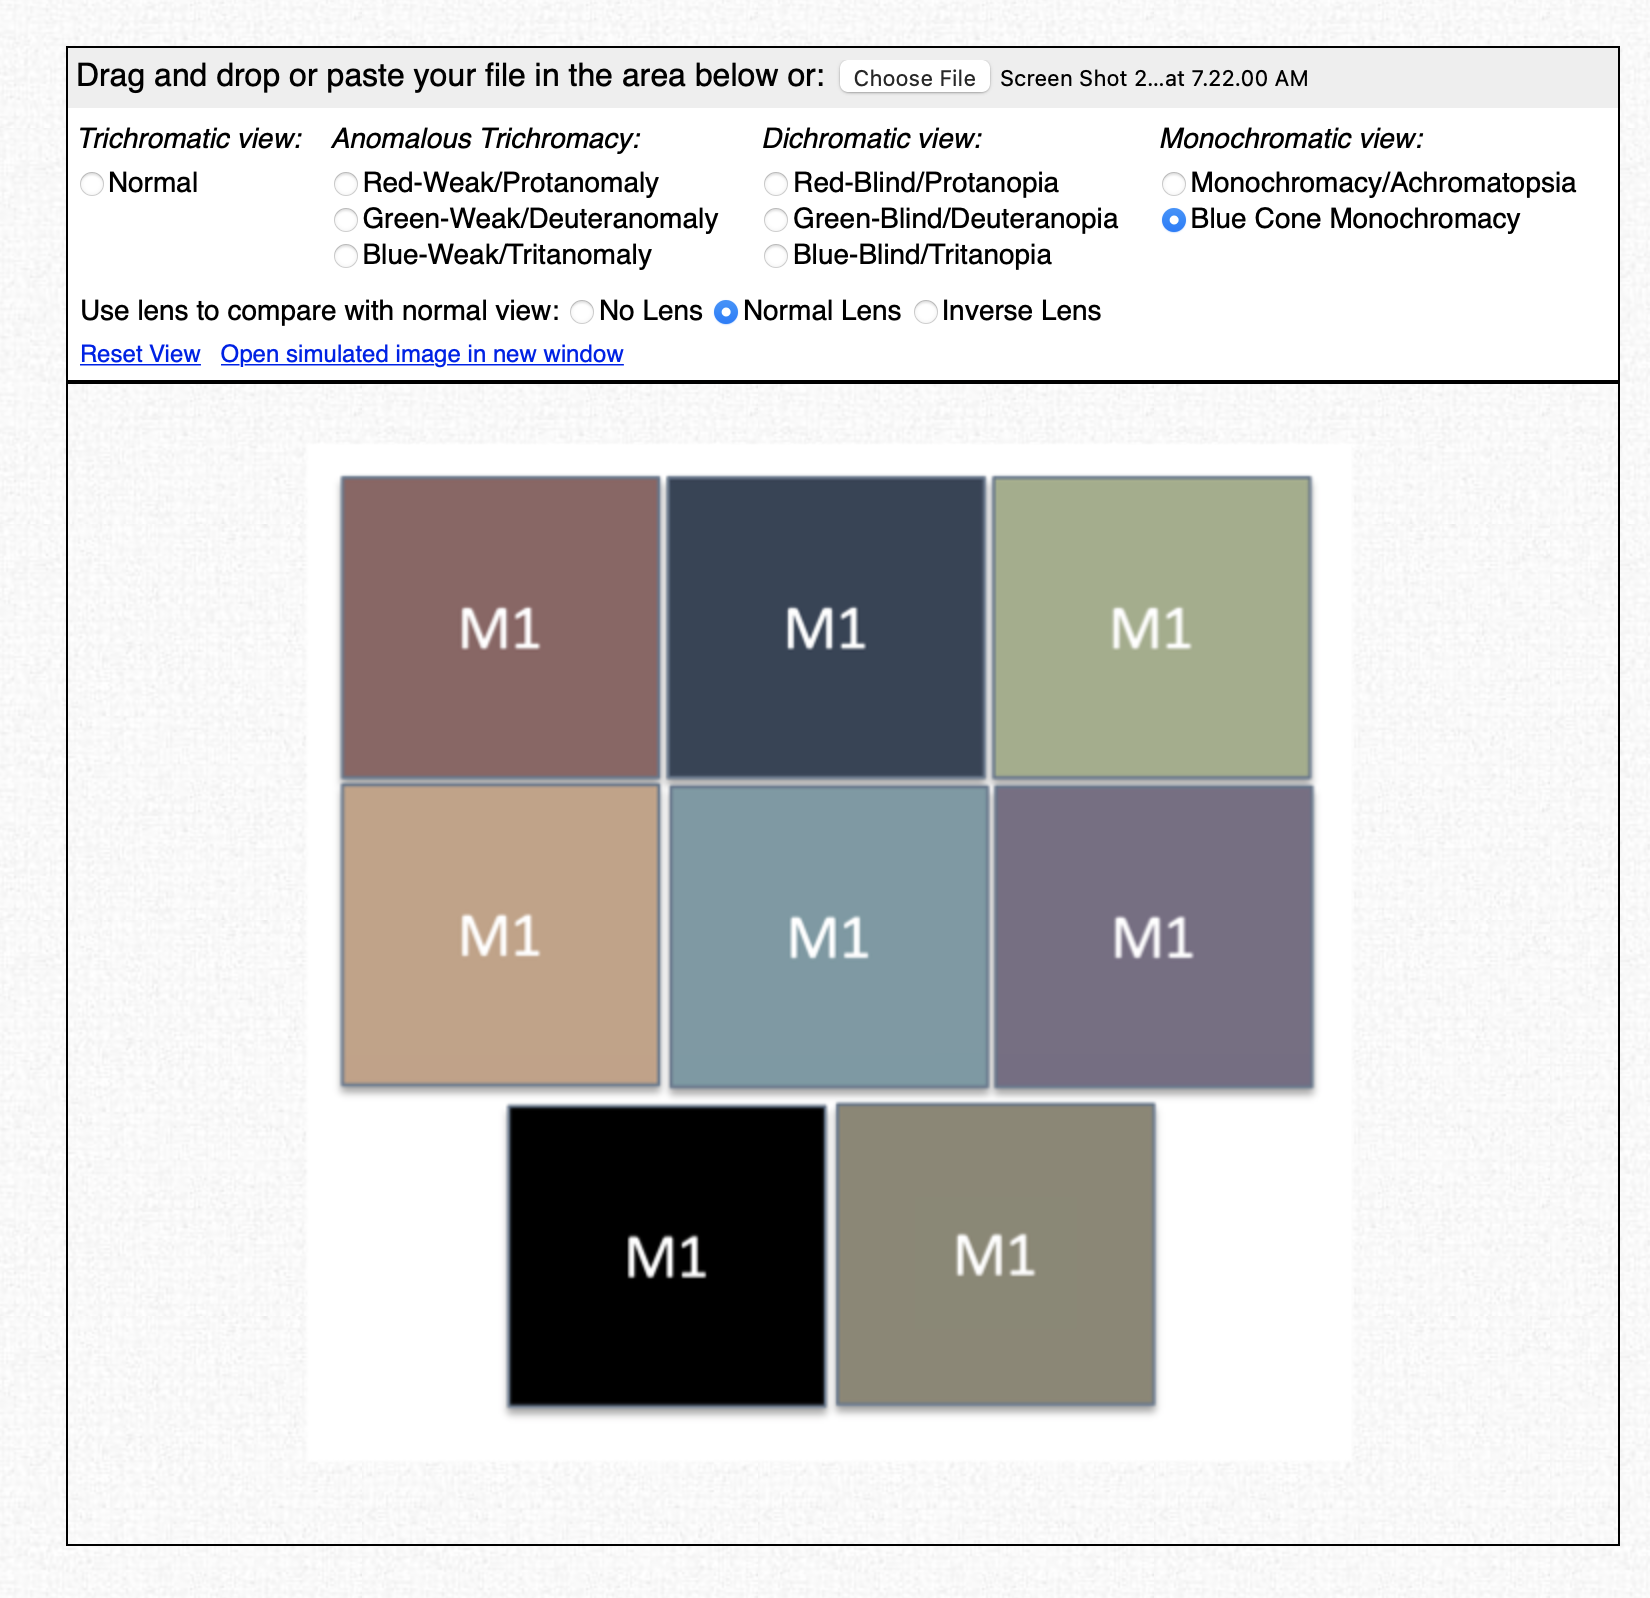 Drag and drop or paste your file in the area below or: Choose File Screen Shot 2...at 7.22.00 AM
Trichromatic view: Anomalous Trichromacy: Dichromatic view: Monochromatic view:
Normal Red-Weak/Protanomaly Red-Blind/Protanopia Monochromacy/Achromatopsia
Green-Weak/Deuteranomaly Green-Blind/Deuteranopia Blue Cone Monochromacy
Blue-Weak/Tritanomaly Blue-Blind/Tritanopia
Use lens to compare with normal view: No Lens Normal Lens Inverse Lens
Reset View Open simulated image in new window
M1 M1 M1
M1 M1 M1
M1 M1